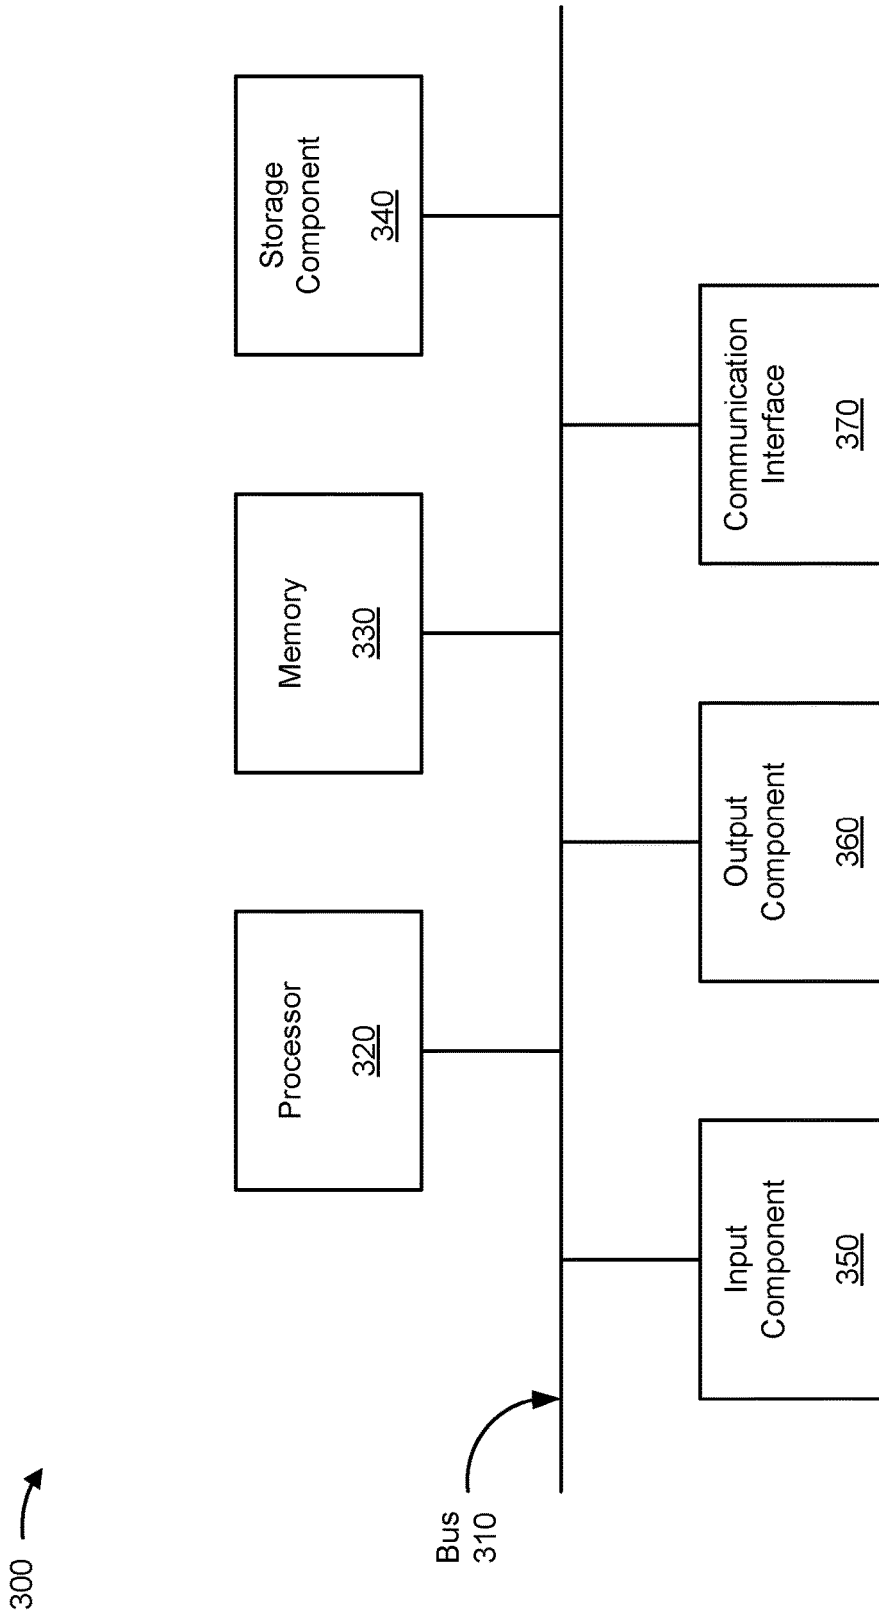 300
Processor
320
Memory
330
Storage
Component
340
Bus
310
Input
Component
350
Output
Component
360
Communication
Interface
370